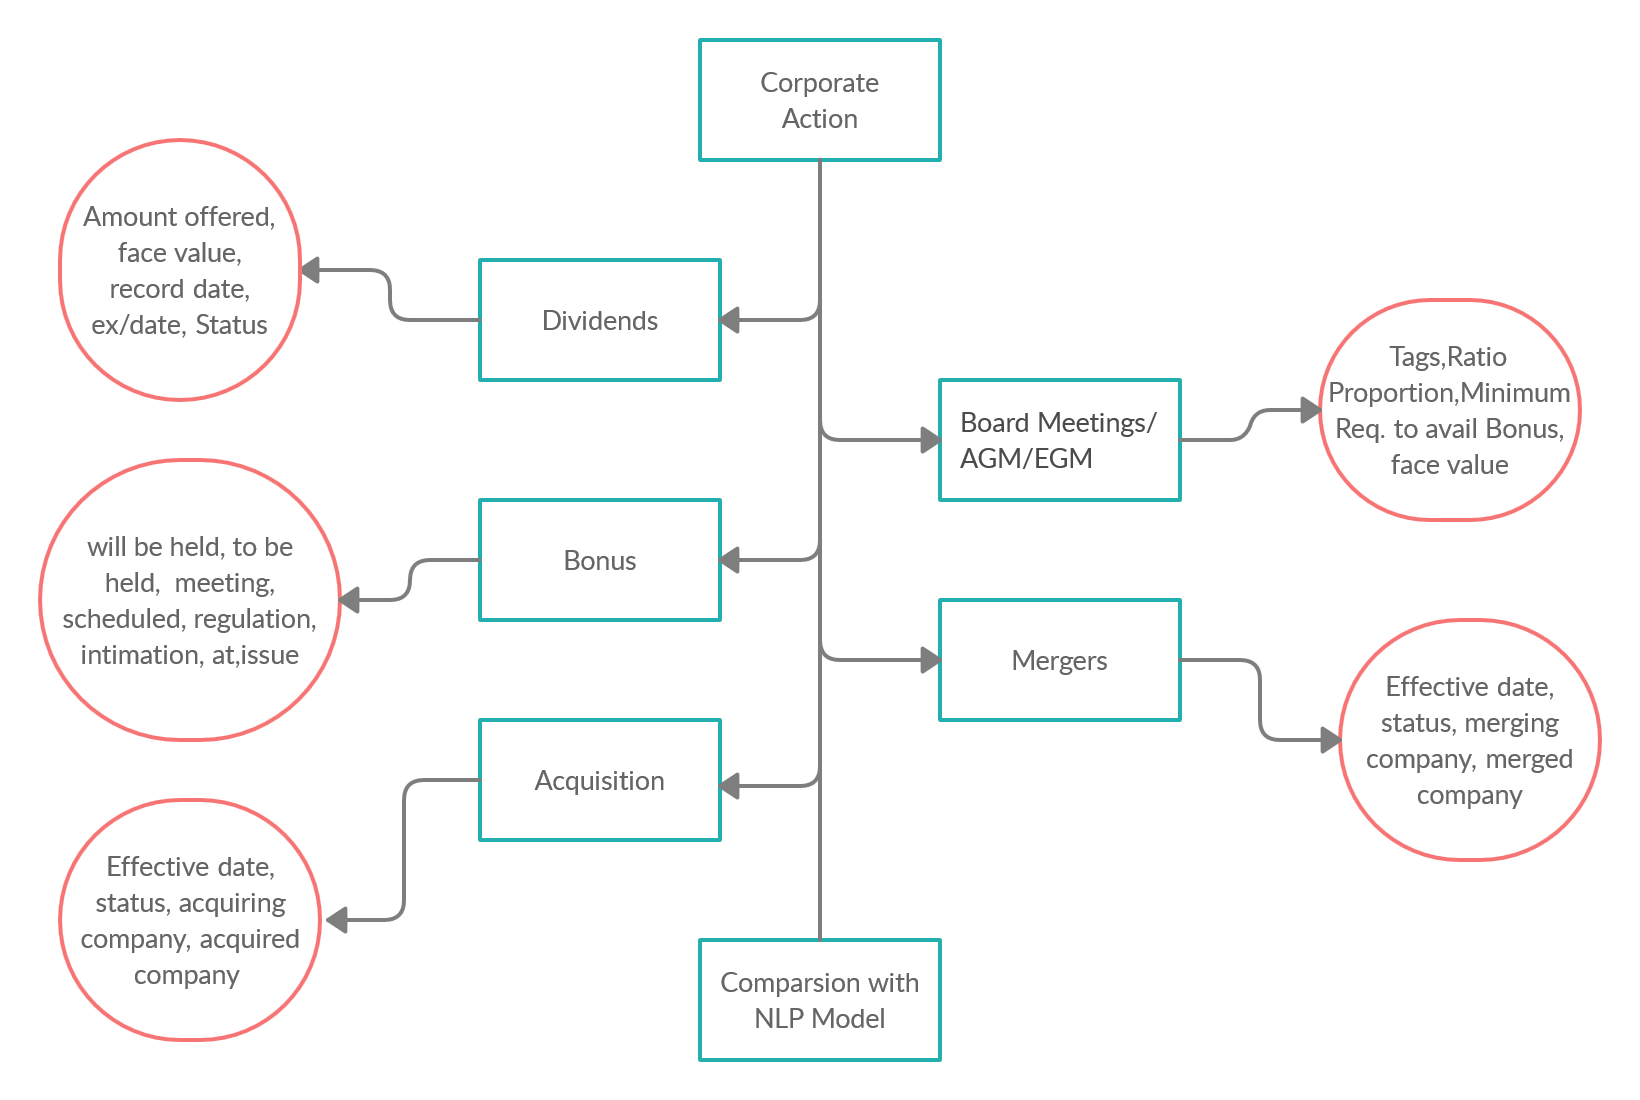 Corporate
Action
Amount offered,
face value,
record date,
ex/date, Status
Dividends
Tags,Ratio
Proportion,Minimum
Req. to avail Bonus,
face value
Board Meetings/
AGM/EGM
will be held, to be
held,  meeting,
scheduled, regulation,
intimation, at,issue
Bonus
Mergers
Effective date,
status, merging
company, merged
company
Acquisition
Effective date,
status, acquiring
company, acquired
company
Comparsion with
NLP Model